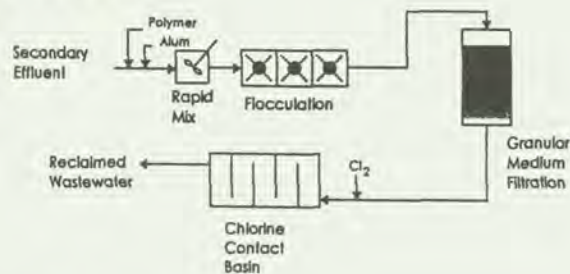 Polymer
Alum
Secondary
Effluent
Rapid
Mix
Flocculation
Granular
Medium
Filtration
Cl2
Reclaimed
Wastewater
Chlorine
Contact
Basin